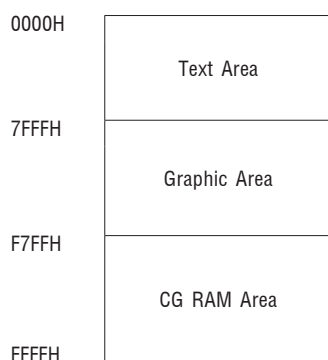 0000H
Text Area
7FFFH
Graphic Area
F7FFH
CG RAM Area
FFFFH